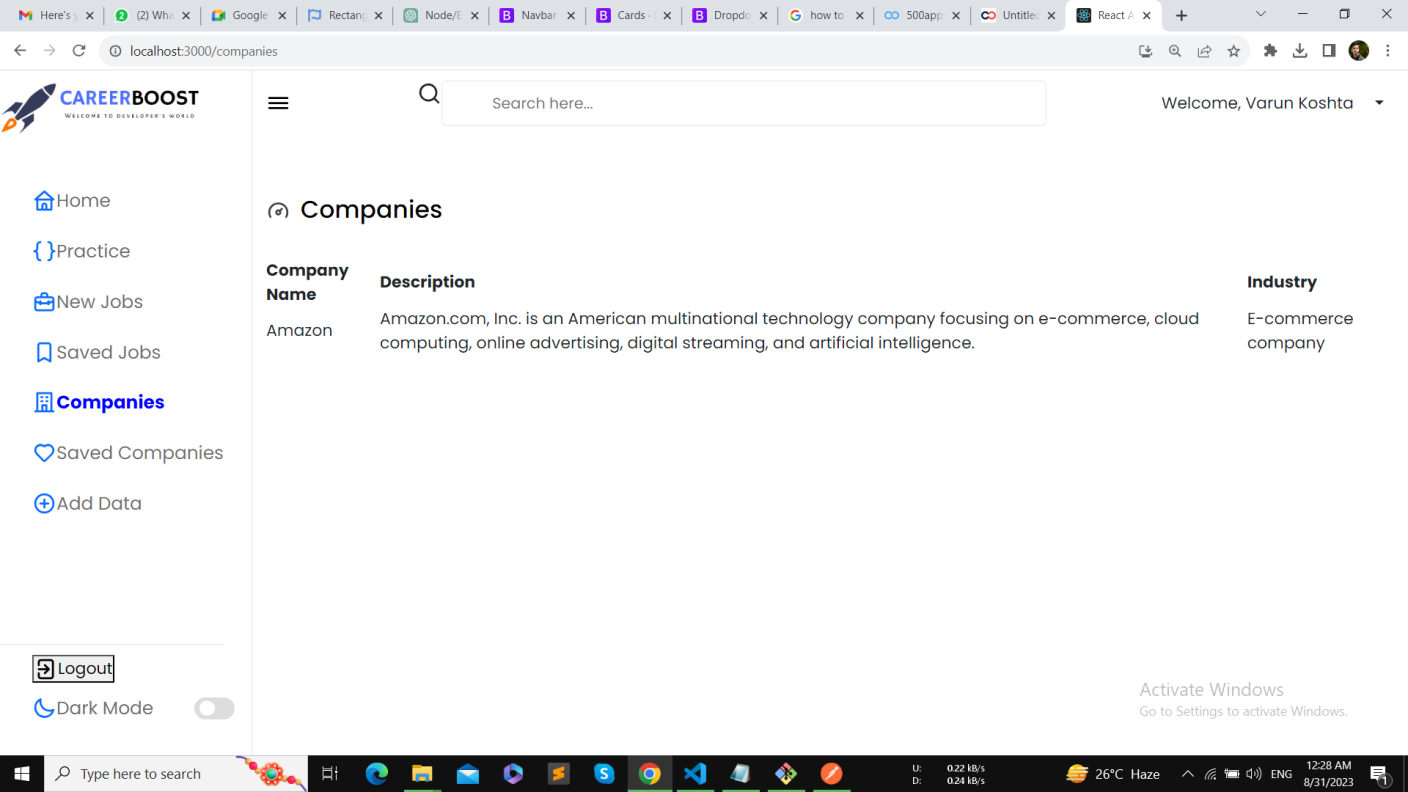 Here's y
(2) Wha
Google
Rectang
Node/E
Navbar
Cards ·
Dropdo
how to
500app
Untitled
React A
localhost:3000/companies
CAREERBOOST
WELCOME TO DEVELOPER'S WORLD
Search here...
Welcome, Varun Koshta
Home
Practice
New Jobs
Saved Jobs
Companies
Saved Companies
Add Data
Logout
Dark Mode
Companies
Company
Name
Description
Industry
Amazon
Amazon.com, Inc. is an American multinational technology company focusing on e-commerce, cloud
computing, online advertising, digital streaming, and artificial intelligence.
E-commerce
company
Activate Windows
Go to Settings to activate Windows.
Type here to search
U: 0.22 kB/s
D: 0.24 kB/s
26°C Haze
ENG
12:28 AM
8/31/2023
1